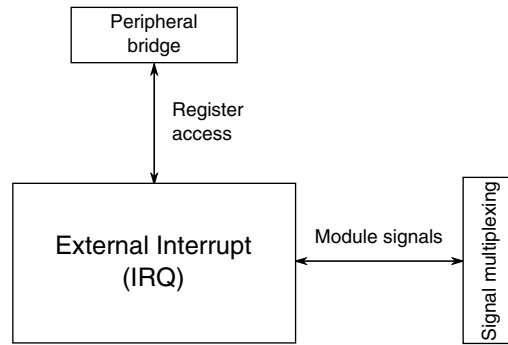 Peripheral
bridge
Register
access
External Interrupt
(IRQ)
Module signals
Signal multiplexing